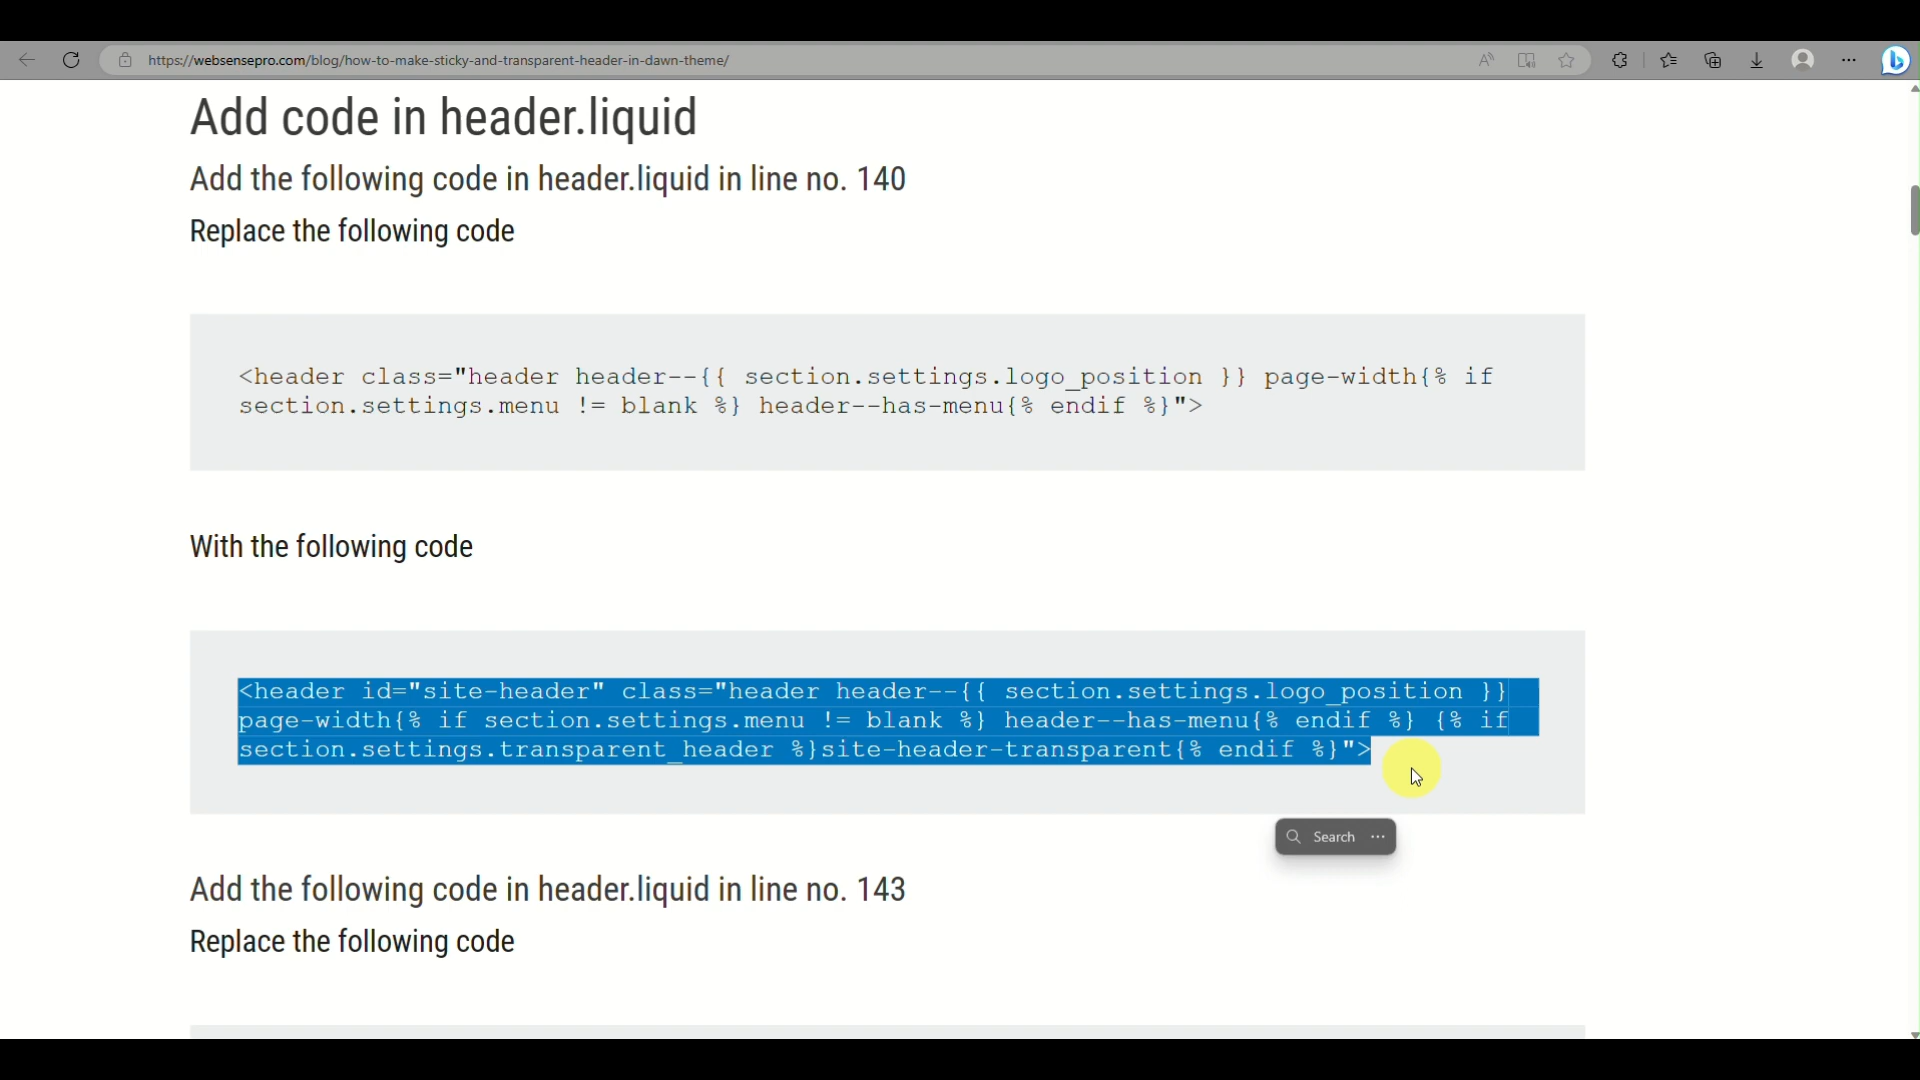 https://websensepro.com/blog/how-to-make-sticky-and-transparent-header-in-dawn-theme/
Add code in header.liquid
Add the following code in header.liquid in line no. 140
Replace the following code
<header class="header header--{{ section.settings.logo_position }} page-width{% if
section.settings.menu != blank %} header--has-menu{% endif %}">
With the following code
<header id="site-header" class="header header--{{ section.settings.logo_position }}
page-width{% if section.settings.menu != blank %} header--has-menu{% endif %} {% if
section.settings.transparent_header %}site-header-transparent{% endif %}">
Search
Add the following code in header.liquid in line no. 143
Replace the following code